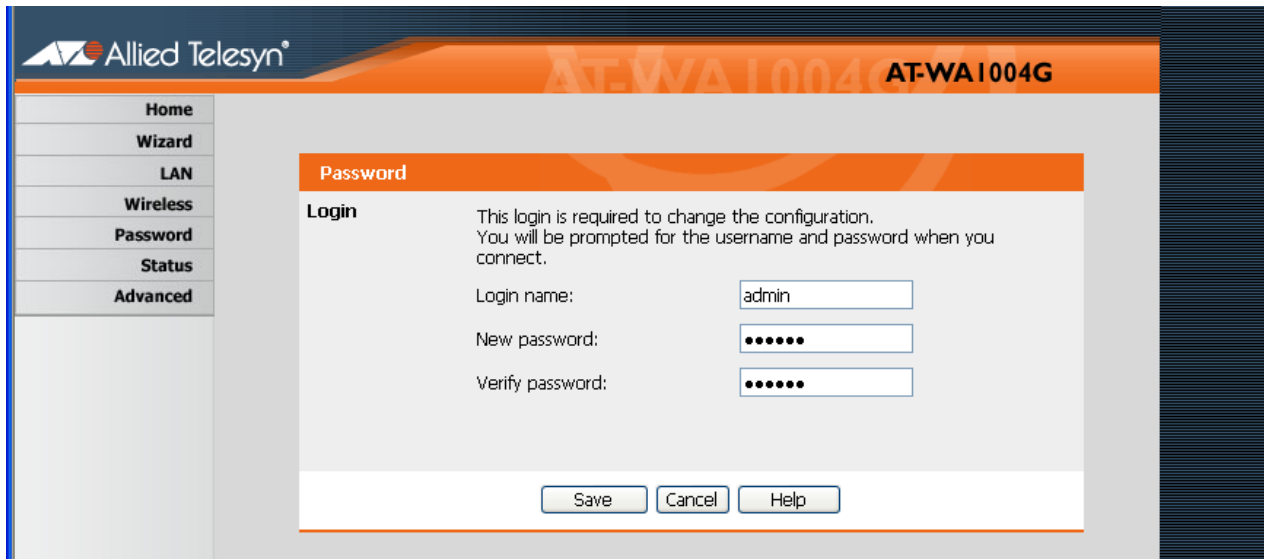 Allied Telesyn®
AT-WA1004G
AT-WA1004G
Home
Wizard
LAN
Wireless
Password
Status
Advanced
Password
Login
This login is required to change the configuration.
You will be prompted for the username and password when you
connect.
Login name: admin
New password: ••••••
Verify password: ••••••
Save Cancel Help